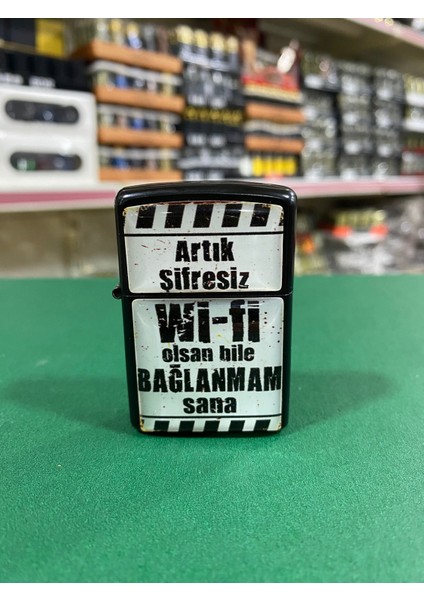 Artık
Şifresiz
Wi-fi
olsan bile
BAĞLANMAM
sana